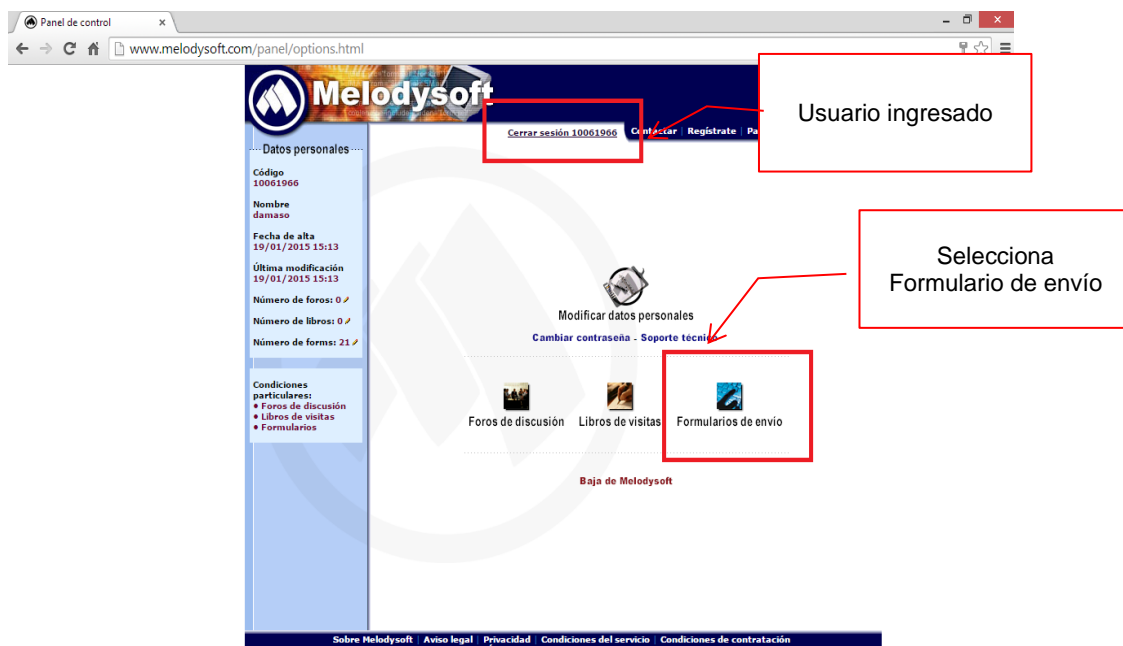 Panel de control
www.melodysoft.com/panel/options.html
Melodysoft
Usuario ingresado
Cerrar sesión 10061966
Contactar | Regístrate | Pa
Datos personales
Código
10061966
Nombre
damaso
Fecha de alta
19/01/2015 15:13
Última modificación
19/01/2015 15:13
Número de foros: 0
Número de libros: 0
Número de forms: 21
Condiciones
particulares:
• Foros de discusión
• Libros de visitas
• Formularios
Selecciona
Formulario de envío
Modificar datos personales
Cambiar contraseña - Soporte técnico
Foros de discusión
Libros de visitas
Formularios de envío
Baja de Melodysoft
Sobre Melodysoft | Aviso legal | Privacidad | Condiciones del servicio | Condiciones de contratación